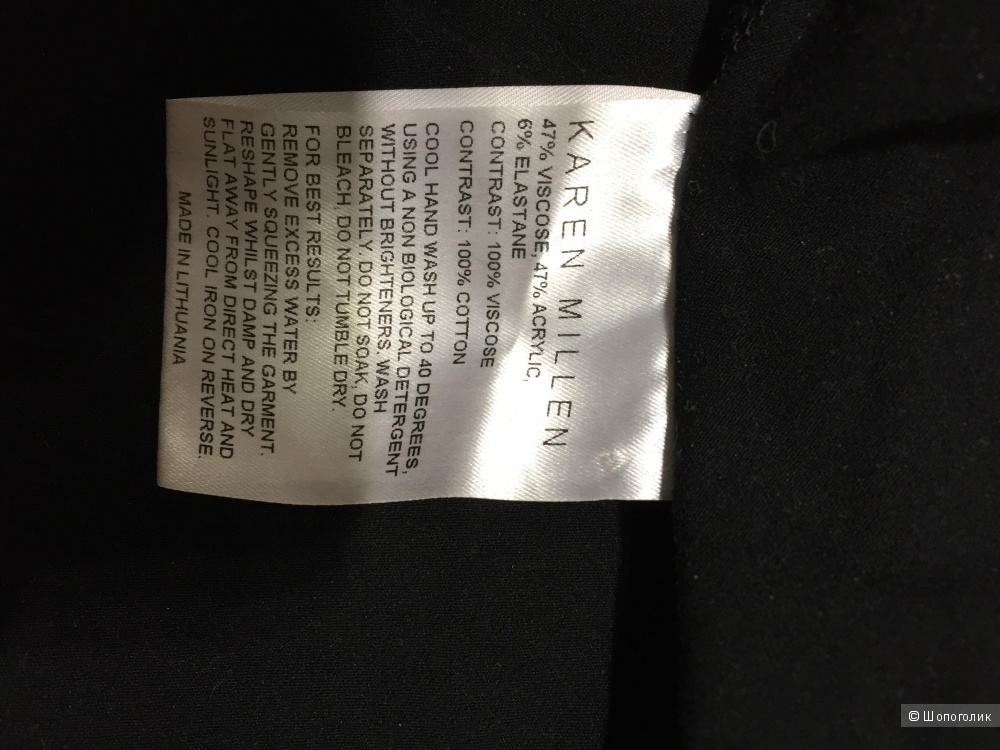 KAREN MILLEN
47% VISCOSE, 47% ACRYLIC,
6% ELASTANE
CONTRAST: 100% VISCOSE
CONTRAST: 100% COTTON
COOL HAND WASH UP TO 40 DEGREES,
USING A NON BIOLOGICAL DETERGENT
WITHOUT BRIGHTENERS. WASH
SEPARATELY. DO NOT SOAK, DO NOT
BLEACH, DO NOT TUMBLE DRY.
FOR BEST RESULTS:
REMOVE EXCESS WATER BY
GENTLY SQUEEZING THE GARMENT.
RESHAPE WHILST DAMP AND DRY
FLAT AWAY FROM DIRECT HEAT AND
SUNLIGHT. COOL IRON ON REVERSE.
MADE IN LITHUANIA
© Шопоголик